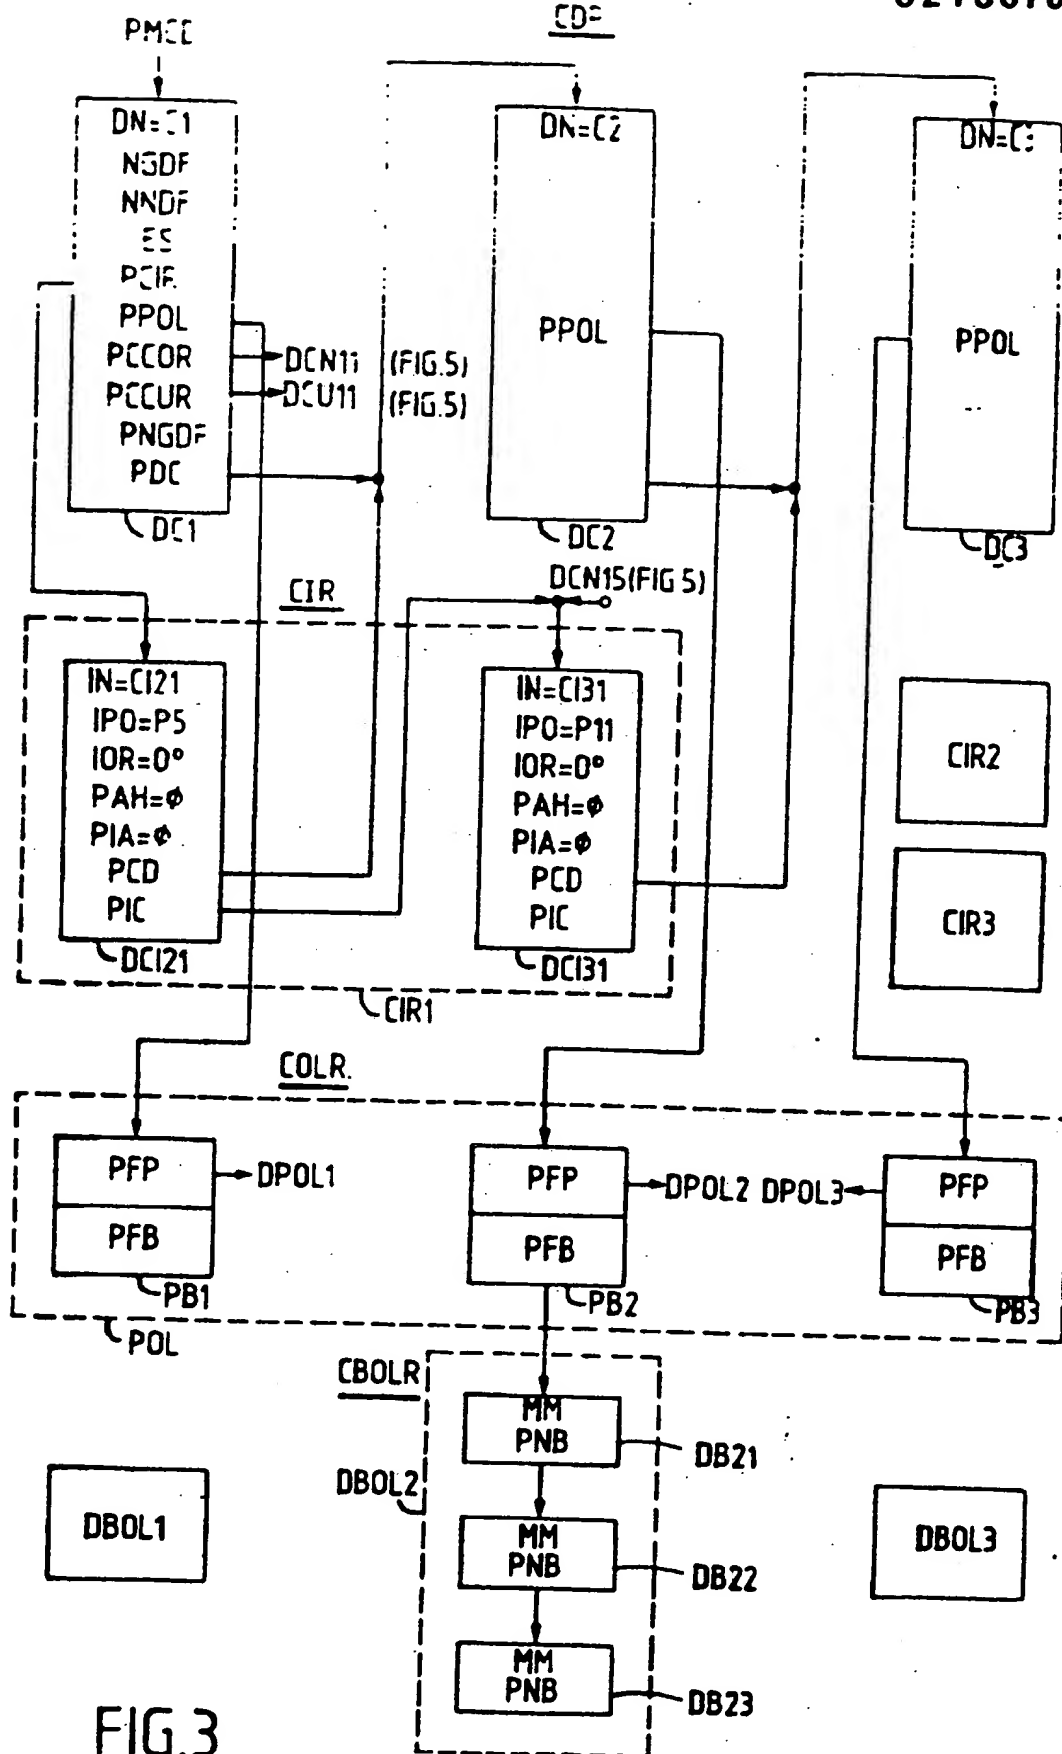 CDF
DN=C1
NGDF
NNDF
ES
PCIR
PPOL
PCCOR
PCCUR
PNGDF
PDC
DCN11 (FIG.5)
DCU11 (FIG.5)
DC1
DN=C2
PPOL
DC2
DN=C3
PPOL
DC3
CIR
DCN15(FIG 5)
IN=CI21
IPO=P5
IOR=0°
PAH=ϕ
PIA=ϕ
PCD
PIC
DCI21
IN=CI31
IPO=P11
IOR=0°
PAH=ϕ
PIA=ϕ
PCD
PIC
DCI31
CIR1
CIR2
CIR3
COLR.
PFP
PFB
DPOL1
PB1
PFP
PFB
DPOL2
PB2
DPOL3
PFP
PFB
PB3
POL
CBOLR
DBOL2
MM
PNB
DB21
MM
PNB
DB22
MM
PNB
DB23
DBOL1
DBOL3
FIG.3